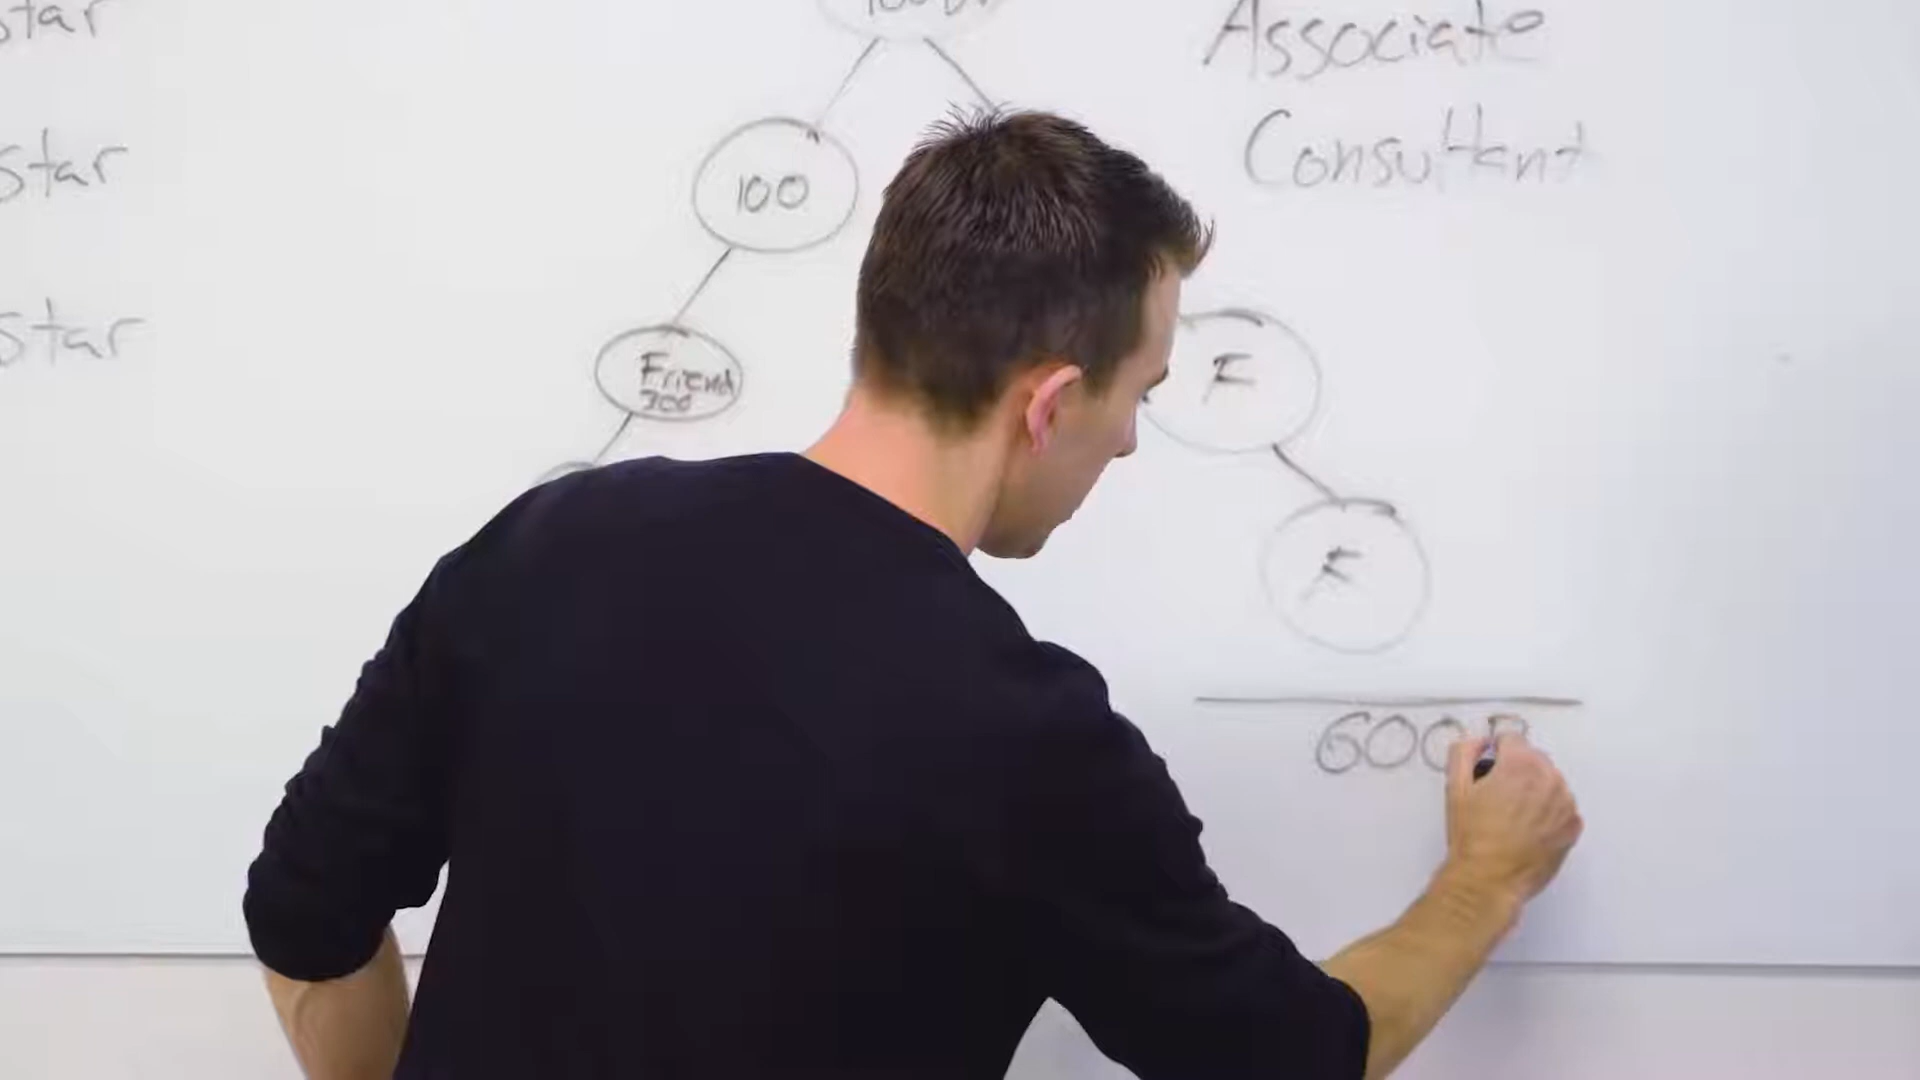 star
star
star
Associate
Consultant
100
Friend
300
F
F
600